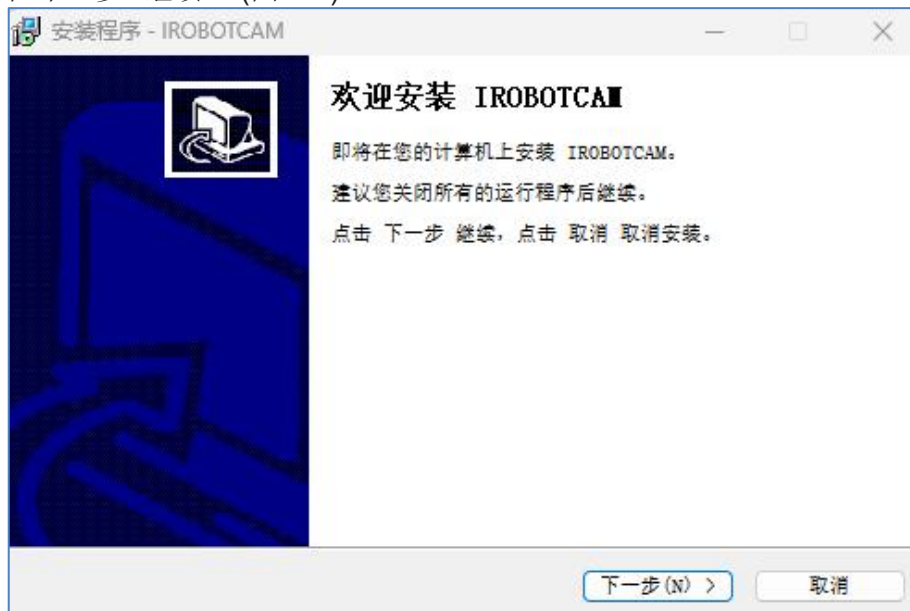 安装程序 - IROBOTCAM
欢迎安装 IROBOTCAM
即将在您的计算机上安装 IROBOTCAM。
建议您关闭所有的运行程序后继续。
点击 下一步 继续，点击 取消 取消安装。
下一步(N) >
取消